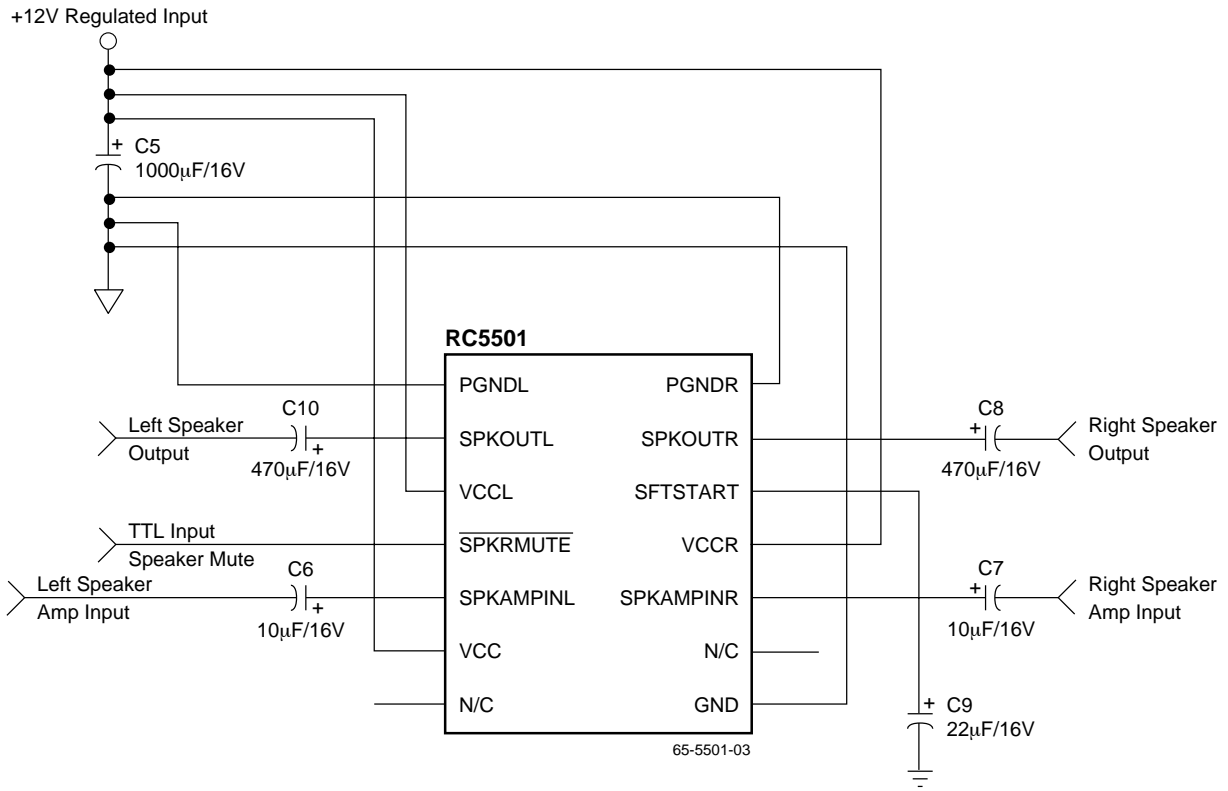 +12V Regulated Input
+ C5
1000µF/16V
RC5501
PGNDL
PGNDR
C10
Left Speaker
Output
+
470µF/16V
SPKOUTL
SPKOUTR
C8
+
470µF/16V
Right Speaker
Output
VCCL
SFTSTART
TTL Input
Speaker Mute
SPKRMUTE
VCCR
Left Speaker
Amp Input
C6
+
10µF/16V
SPKAMPINL
SPKAMPINR
C7
+
10µF/16V
Right Speaker
Amp Input
VCC
N/C
N/C
GND
+ C9
22µF/16V
65-5501-03